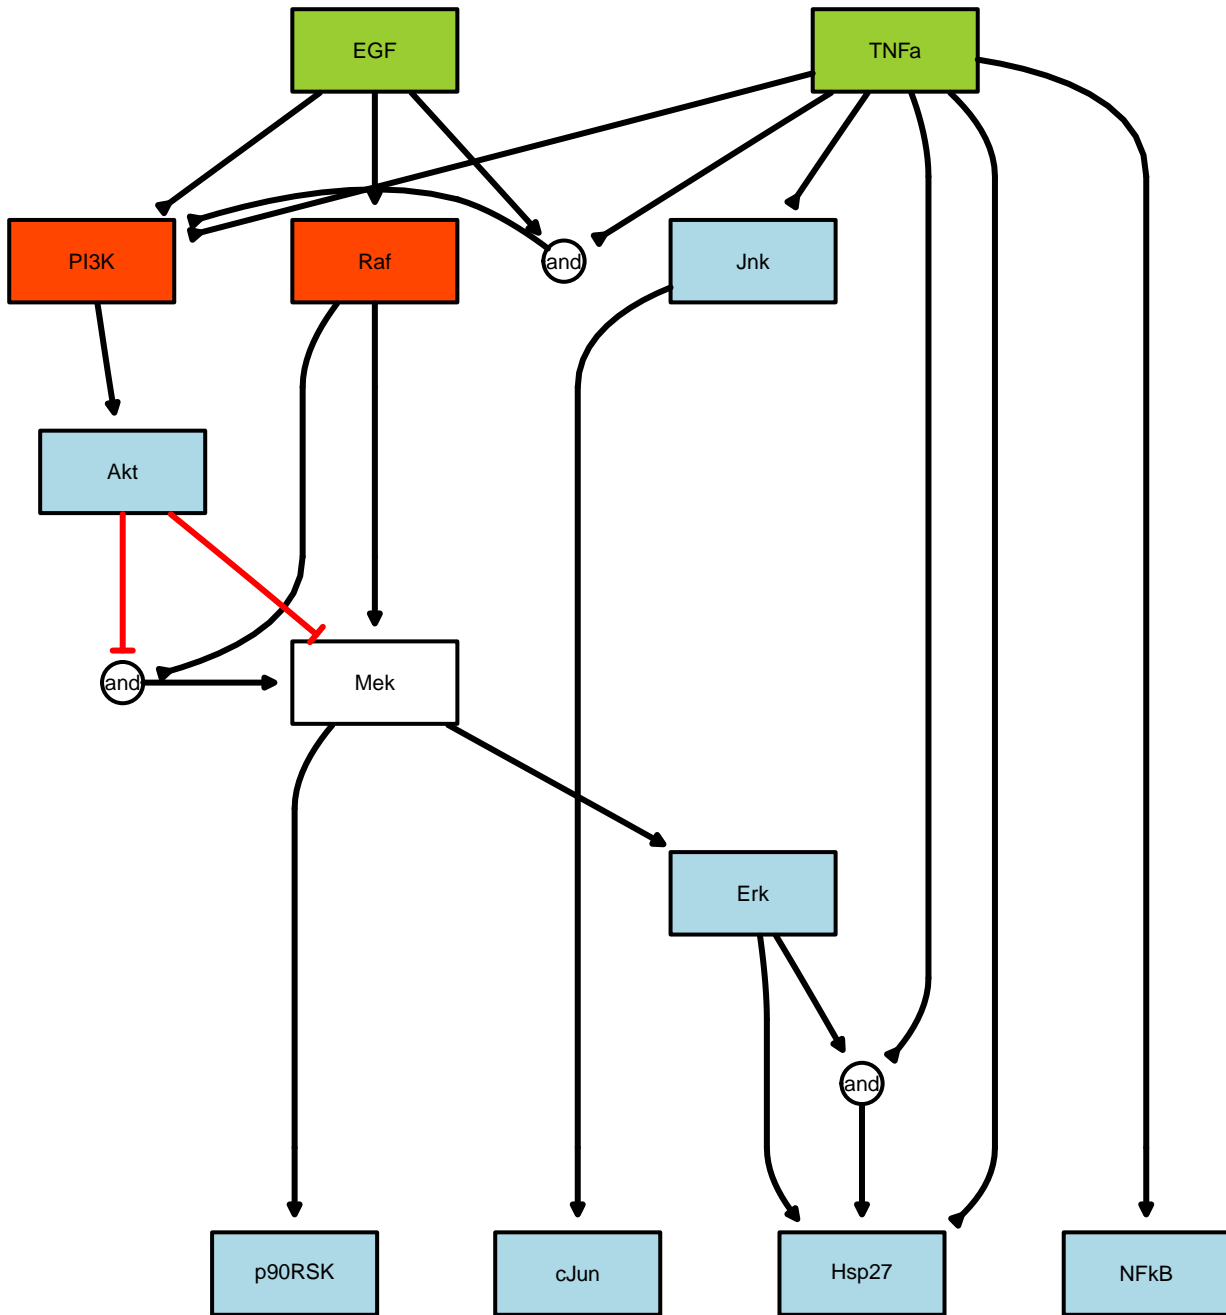 EGF
TNFa
PI3K
Raf
and
Jnk
Akt
and
Mek
Erk
and
p90RSK
cJun
Hsp27
NFkB